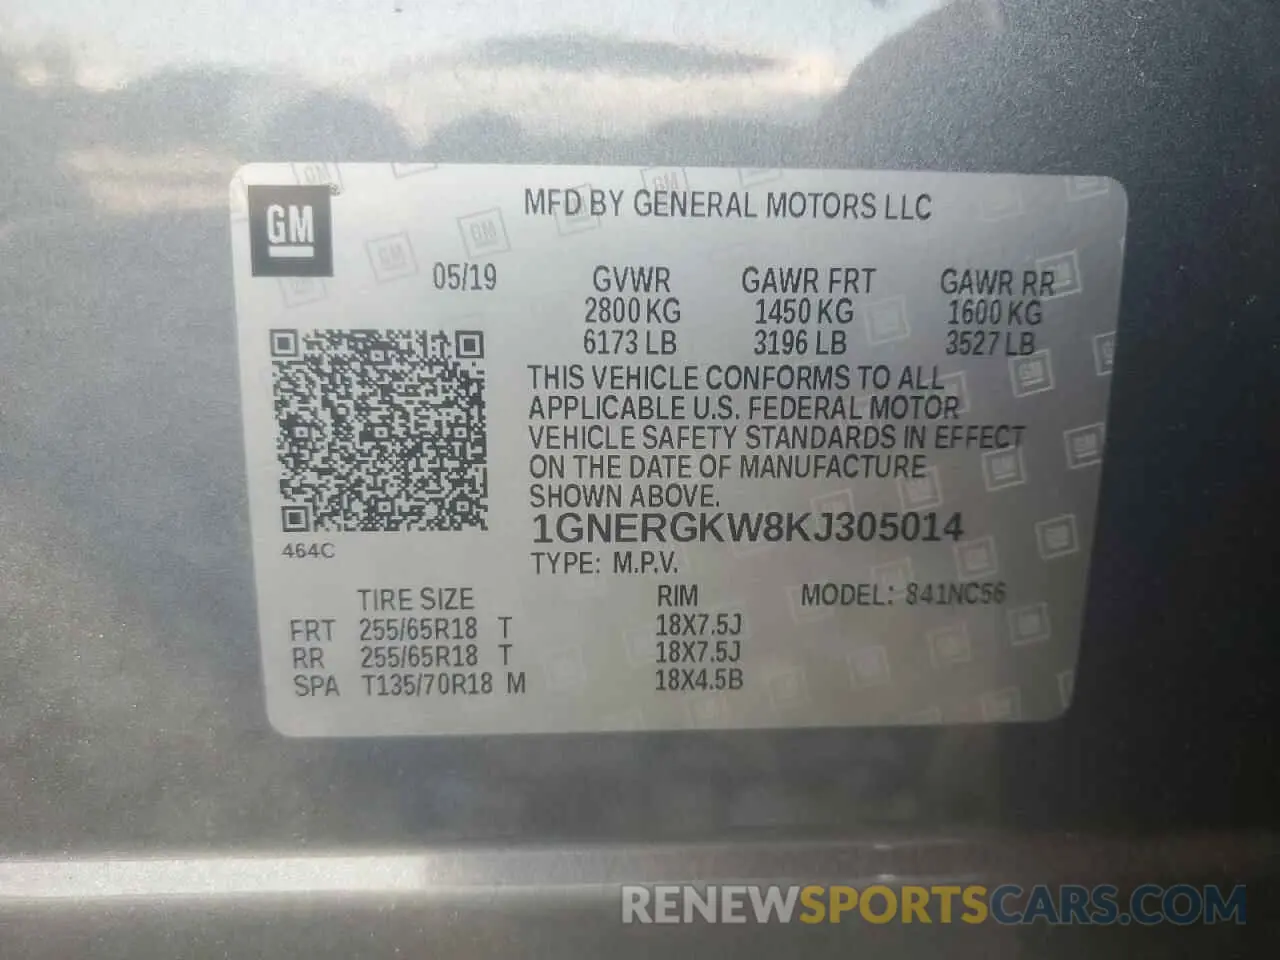 GM®
MFD BY GENERAL MOTORS LLC
05/19
GVWR GAWR FRT GAWR RR
2800 KG 1450 KG 1600 KG
6173 LB 3196 LB 3527 LB
THIS VEHICLE CONFORMS TO ALL
APPLICABLE U.S. FEDERAL MOTOR
VEHICLE SAFETY STANDARDS IN EFFECT
ON THE DATE OF MANUFACTURE
SHOWN ABOVE.
1GNERGKW8KJ305014
464C
TYPE: M.P.V.
TIRE SIZE RIM MODEL: 841NC56
FRT 255/65R18 T 18X7.5J
RR 255/65R18 T 18X7.5J
SPA T135/70R18 M 18X4.5B
RENEWSPORTSCARS.COM